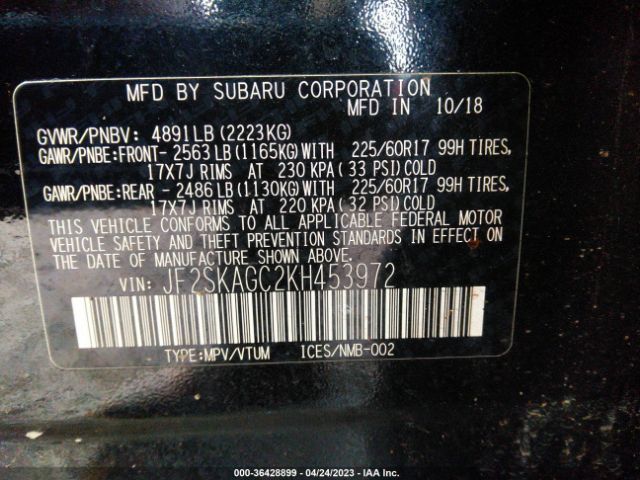 MFD BY SUBARU CORPORATION
MFD IN 10/18
GVWR/PNBV: 4891LB (2223KG)
GAWR/PNBE:FRONT- 2563LB(1165KG)WITH 225/60R17 99H TIRES,
17X7J RIMS AT 230 KPA( 33 PSI)COLD
GAWR/PNBE:REAR - 2486LB(1130KG)WITH 225/60R17 99H TIRES,
17X7J RIMS AT 220 KPA( 32 PSI)COLD
THIS VEHICLE CONFORMS TO ALL APPLICABLE FEDERAL MOTOR
VEHICLE SAFETY AND THEFT PREVENTION STANDARDS IN EFFECT ON
THE DATE OF MANUFACTURE SHOWN ABOVE.
VIN: JF2SKAGC2KH453972
TYPE:MPV/VTUM ICES/NMB-002
000-36428899 - 04/24/2023 - IAA Inc.